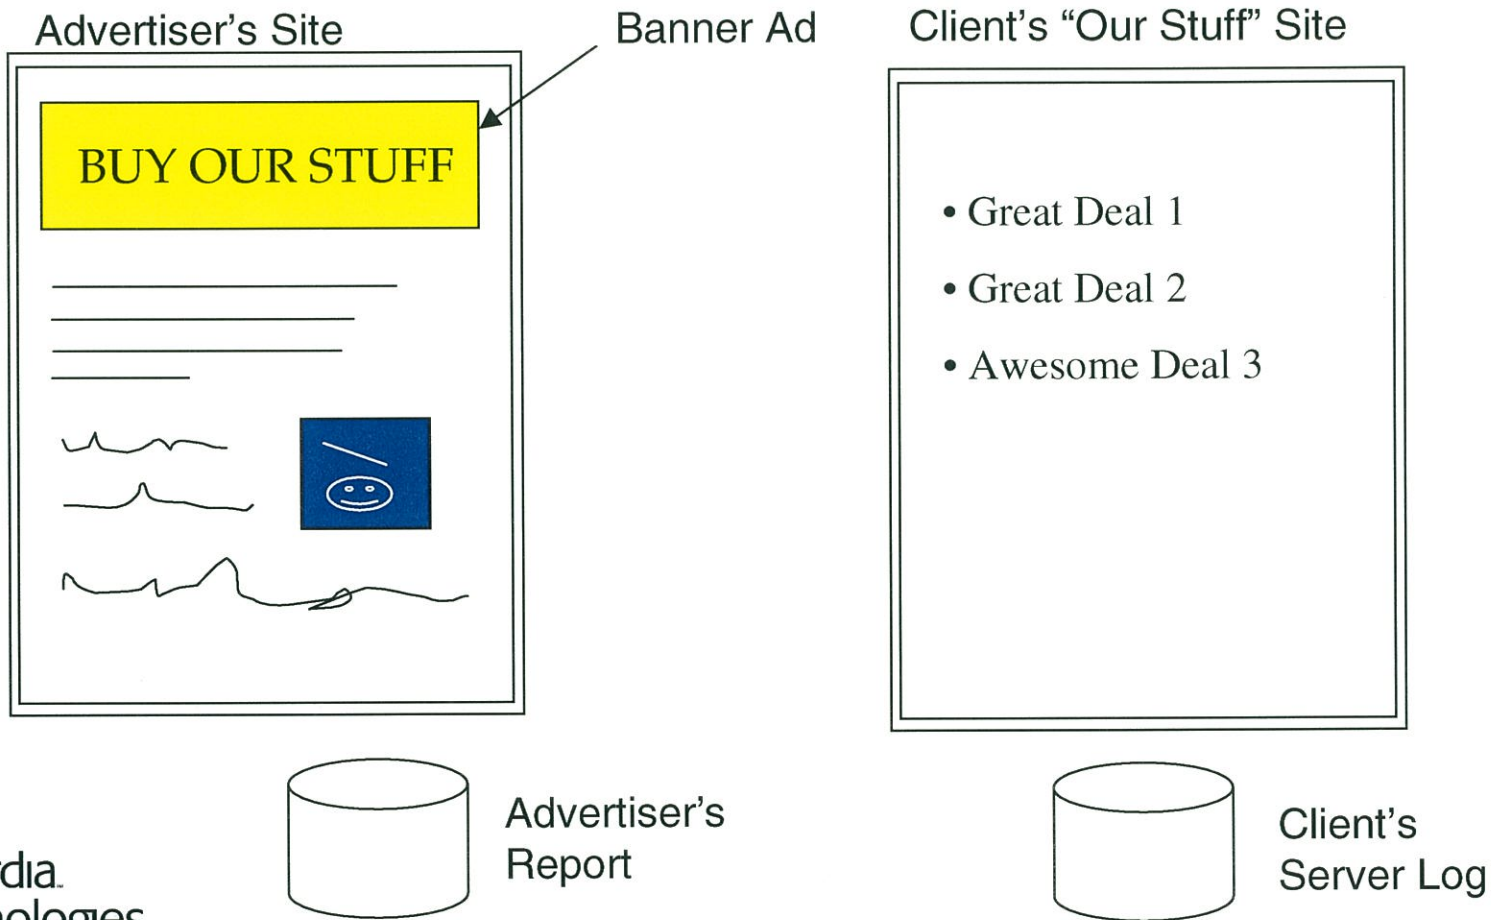 Advertiser's Site
Banner Ad
Client's “Our Stuff” Site
BUY OUR STUFF
• Great Deal 1
• Great Deal 2
• Awesome Deal 3
Advertiser's
Report
Client's
Server Log